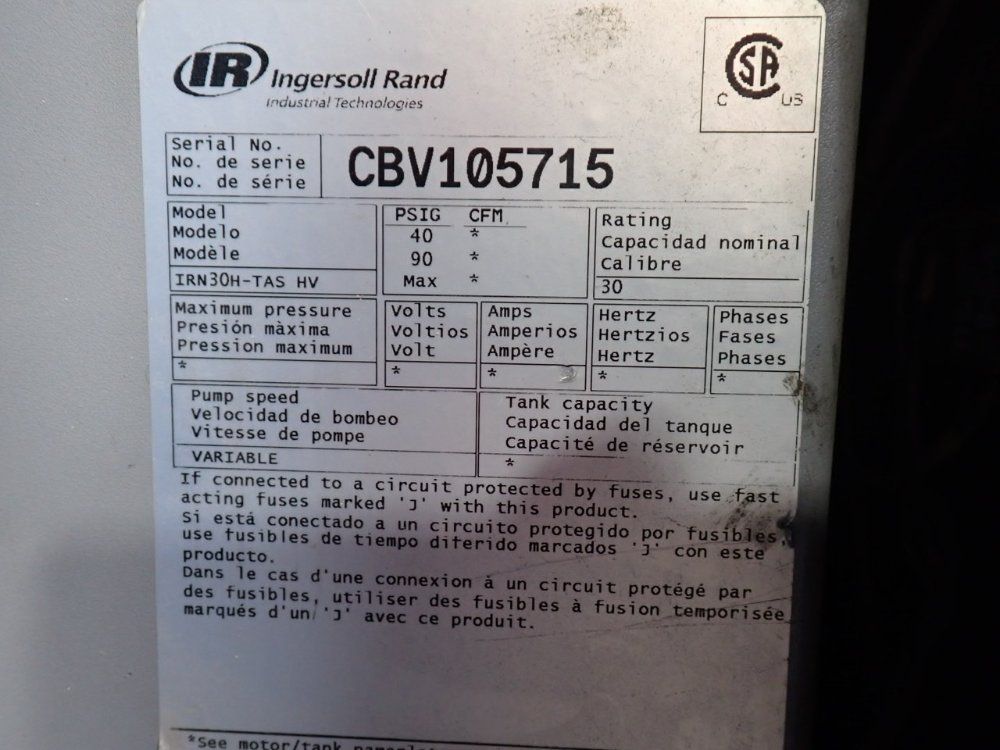 IR Ingersoll Rand
Industrial Technologies
CSA
C US
Serial No.
No. de serie
No. de série
CBV105715
Model
Modelo
Modèle
IRN30H-TAS HV
PSIG CFM
40 *
90 *
Max *
Rating
Capacidad nominal
Calibre
30
Maximum pressure
Presión màxima
Pression maximum
*
Volts
Voltios
Volt
*
Amps
Amperios
Ampère
*
Hertz
Hertzios
Hertz
*
Phases
Fases
Phases
*
Pump speed
Velocidad de bombeo
Vitesse de pompe
VARIABLE
Tank capacity
Capacidad del tanque
Capacité de réservoir
*
If connected to a circuit protected by fuses, use fast
acting fuses marked 'J' with this product.
Si está conectado a un circuito protegido por fusibles,
use fusibles de tiempo diferido marcados 'J' con este
producto.
Dans le cas d'une connexion à un circuit protégé par
des fusibles, utiliser des fusibles à fusion temporisée
marqués d'un 'J' avec ce produit.
*See motor/tank